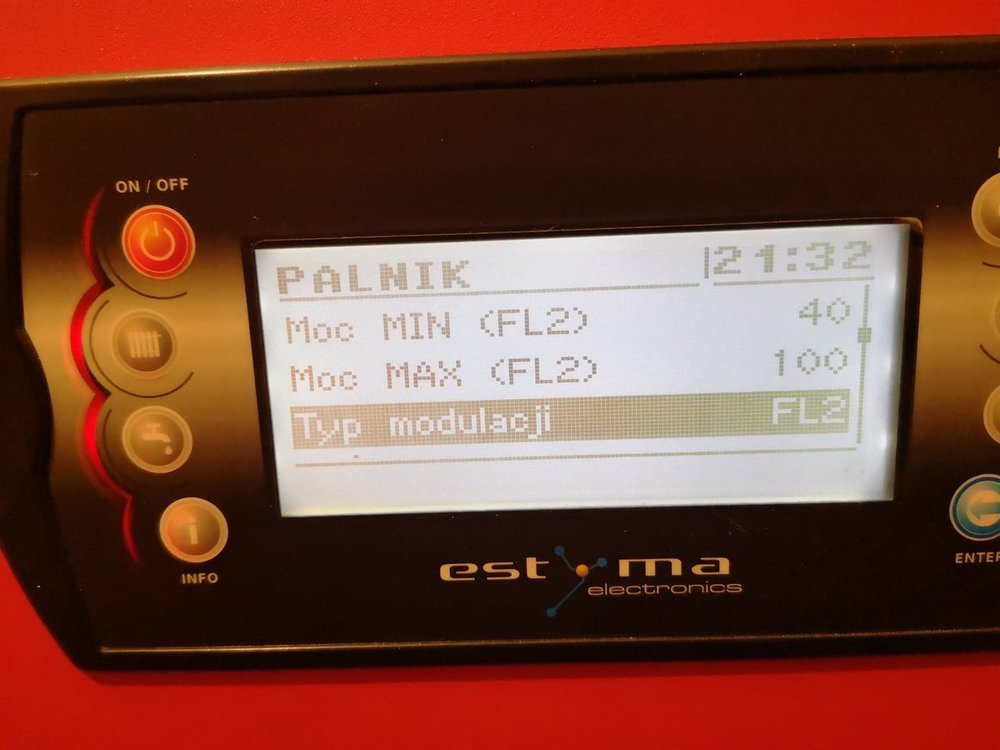 ON / OFF
PALNIK 21:32
Moc MIN (FL2) 40
Moc MAX (FL2) 100
Typ modulacji FL2
INFO
ENTER
estyma
electronics